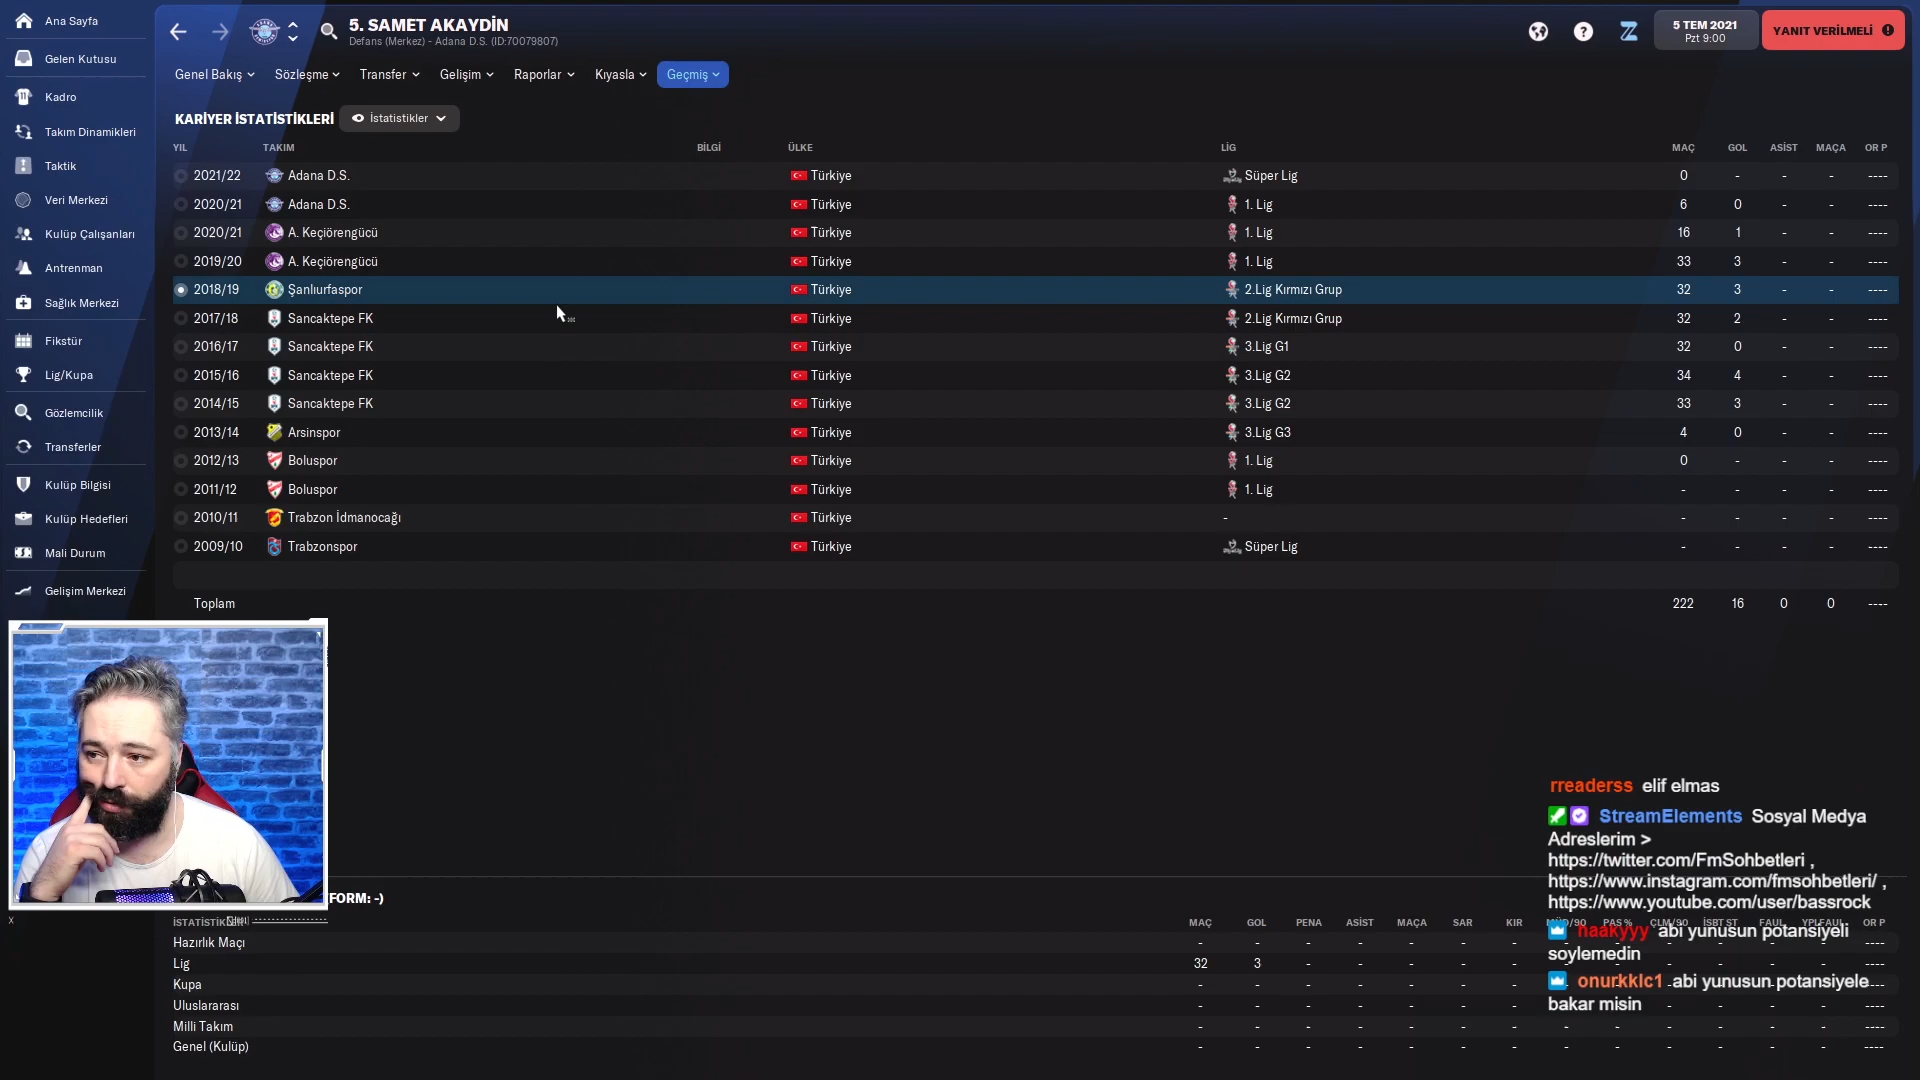 Ana Sayfa
Gelen Kutusu
Kadro
Takım Dinamikleri
Taktik
Veri Merkezi
Kulüp Çalışanları
Antrenman
Sağlık Merkezi
Fikstür
Lig/Kupa
Gözlemcilik
Transferler
Kulüp Bilgisi
Kulüp Hedefleri
Mali Durum
Gelişim Merkezi
5. SAMET AKAYDİN
Defans (Merkez) - Adana D.S. (ID:70079807)
5 TEM 2021
Pzt 9:00
YANIT VERİLMELİ
Genel Bakış Sözleşme Transfer Gelişim Raporlar Kıyasla Geçmiş
KARİYER İSTATİSTİKLERİ İstatistikler
YIL TAKIM BİLGİ ÜLKE LİG MAÇ GOL ASİST MAÇA OR P
2021/22 Adana D.S. Türkiye Süper Lig 0 - - - ----
2020/21 Adana D.S. Türkiye 1. Lig 6 0 - - ----
2020/21 A. Keçiörengücü Türkiye 1. Lig 16 1 - - ----
2019/20 A. Keçiörengücü Türkiye 1. Lig 33 3 - - ----
2018/19 Şanlıurfaspor Türkiye 2.Lig Kırmızı Grup 32 3 - - ----
2017/18 Sancaktepe FK Türkiye 2.Lig Kırmızı Grup 32 2 - - ----
2016/17 Sancaktepe FK Türkiye 3.Lig G1 32 0 - - ----
2015/16 Sancaktepe FK Türkiye 3.Lig G2 34 4 - - ----
2014/15 Sancaktepe FK Türkiye 3.Lig G2 33 3 - - ----
2013/14 Arsinspor Türkiye 3.Lig G3 4 0 - - ----
2012/13 Boluspor Türkiye 1. Lig 0 - - - ----
2011/12 Boluspor Türkiye 1. Lig - - - - ----
2010/11 Trabzon İdmanocağı Türkiye - - - - - ----
2009/10 Trabzonspor Türkiye Süper Lig - - - - ----
Toplam 222 16 0 0 ----
rreaderss elif elmas
StreamElements Sosyal Medya
Adreslerim >
https://twitter.com/FmSohbetleri ,
https://www.instagram.com/fmsohbetleri/ ,
https://www.youtube.com/user/bassrock
naakyyy abi yunusun potansiyeli
soylemedin
onurkklc1 abi yunusun potansiyele
bakar misin
FORM: -)
MAÇ GOL PENA ASİST MAÇA SAR KIR PAS % ÇLM/90 İSBT ŞT FAUL YPL FAUL OR P
Hazırlık Maçı - - - - - - - - - ----
Lig 32 3 - - - - - - - ----
Kupa - - - - - - - - - ----
Uluslararası - - - - - - - - - ----
Milli Takım - - - - - - - - - ----
Genel (Kulüp) - - - - - - - - - ----